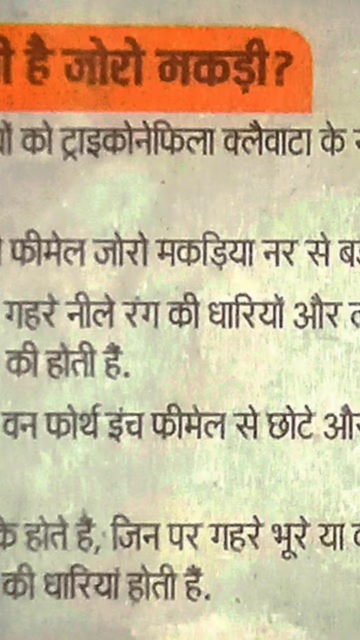 है जोरो मकड़ी?
को ट्राइकोनेफिला क्लैवाटा के
फीमेल जोरो मकड़िया नर से
गहरे नीले रंग की धारियों और
की होती हैं.
वन फोर्थ इंच फीमेल से छोटे
होते हैं, जिन पर गहरे भूरे या
की धारियां होती हैं.